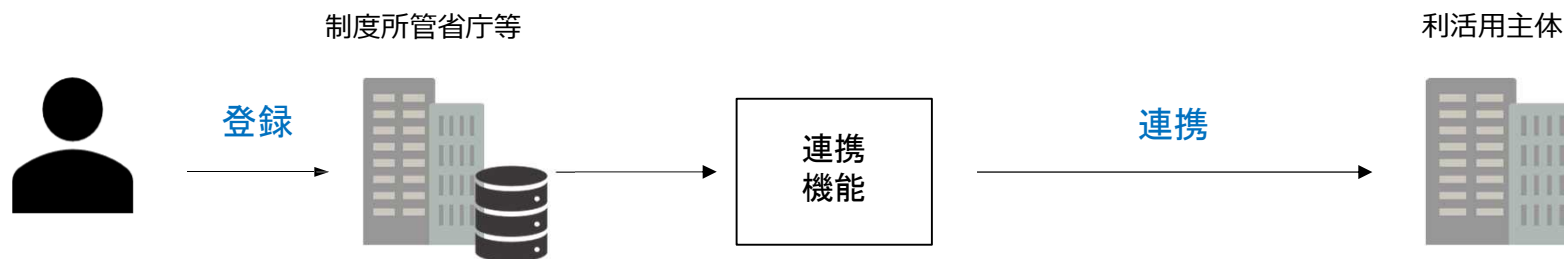 制度所管省庁等
利活用主体
登録
連携
機能
連携